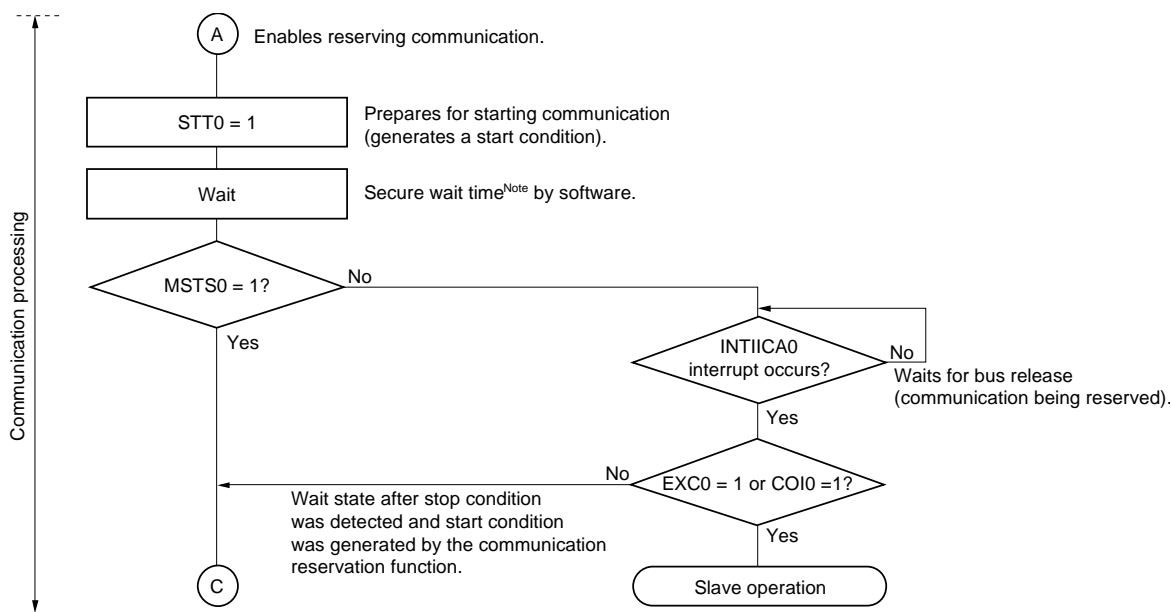 A
Enables reserving communication.
STT0 = 1
Prepares for starting communication
(generates a start condition).
Wait
Secure wait timeNote by software.
MSTS0 = 1?
No
Yes
INTIICA0
interrupt occurs?
No
Waits for bus release
(communication being reserved).
Yes
No
EXC0 = 1 or COI0 =1?
Wait state after stop condition
was detected and start condition
was generated by the communication
reservation function.
Yes
C
Slave operation
Communication processing